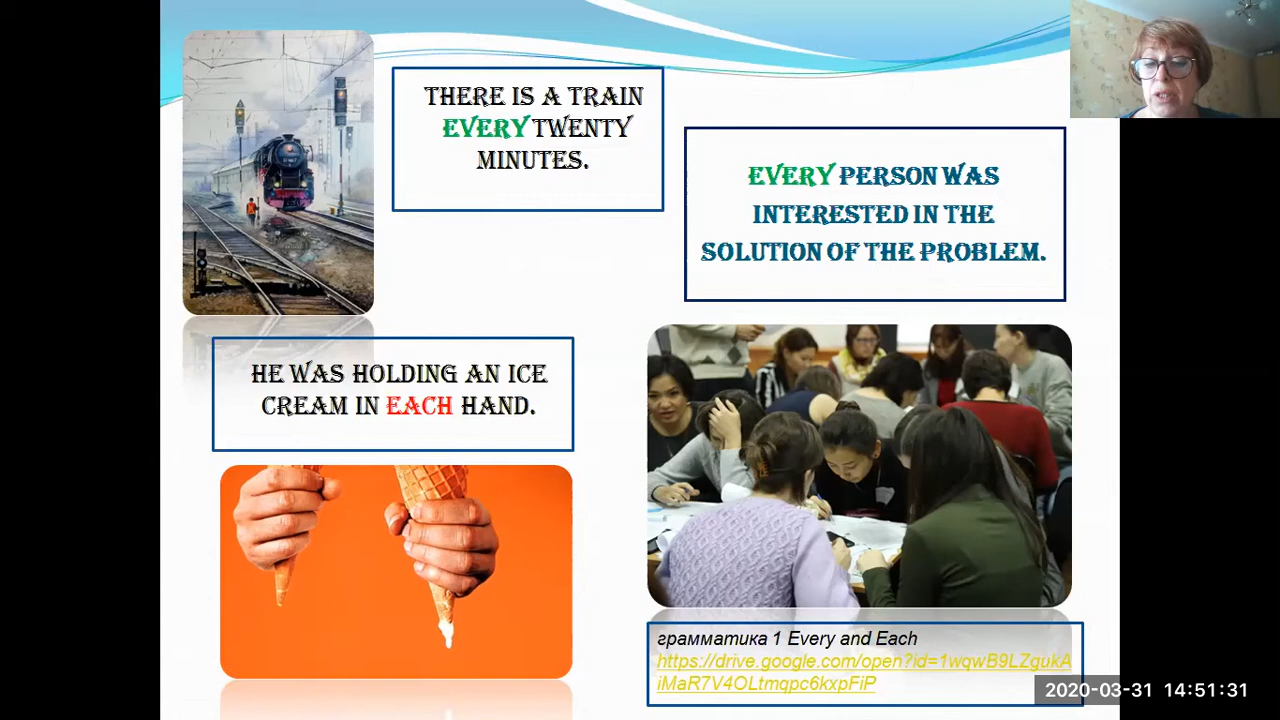 THERE IS A TRAIN
EVERY TWENTY
MINUTES.
EVERY PERSON WAS
INTERESTED IN THE
SOLUTION OF THE PROBLEM.
HE WAS HOLDING AN ICE
CREAM IN EACH HAND.
грамматика 1 Every and Each
https://drive.google.com/open?id=1wqwB9LZgukA
iMaR7V4OLtmqpc6kxpFiP
2020-03-31 14:51:31